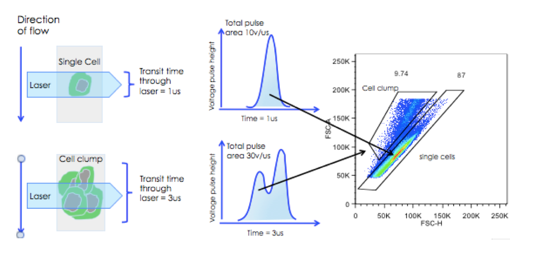 Direction
of flow
Single Cell
Laser
Transit time
through
laser = 1us
Cell clump
Laser
Transit time
through
laser = 3us
Total pulse
area 10v/us
Voltage pulse height
Time = 1us
Total pulse
area 30v/us
Voltage pulse height
Time = 3us
9.74
87
Cell clump
single cells
250K
200K
150K
100K
50K
0
FSC-A
0
50K
100K
150K
200K
250K
FSC-H